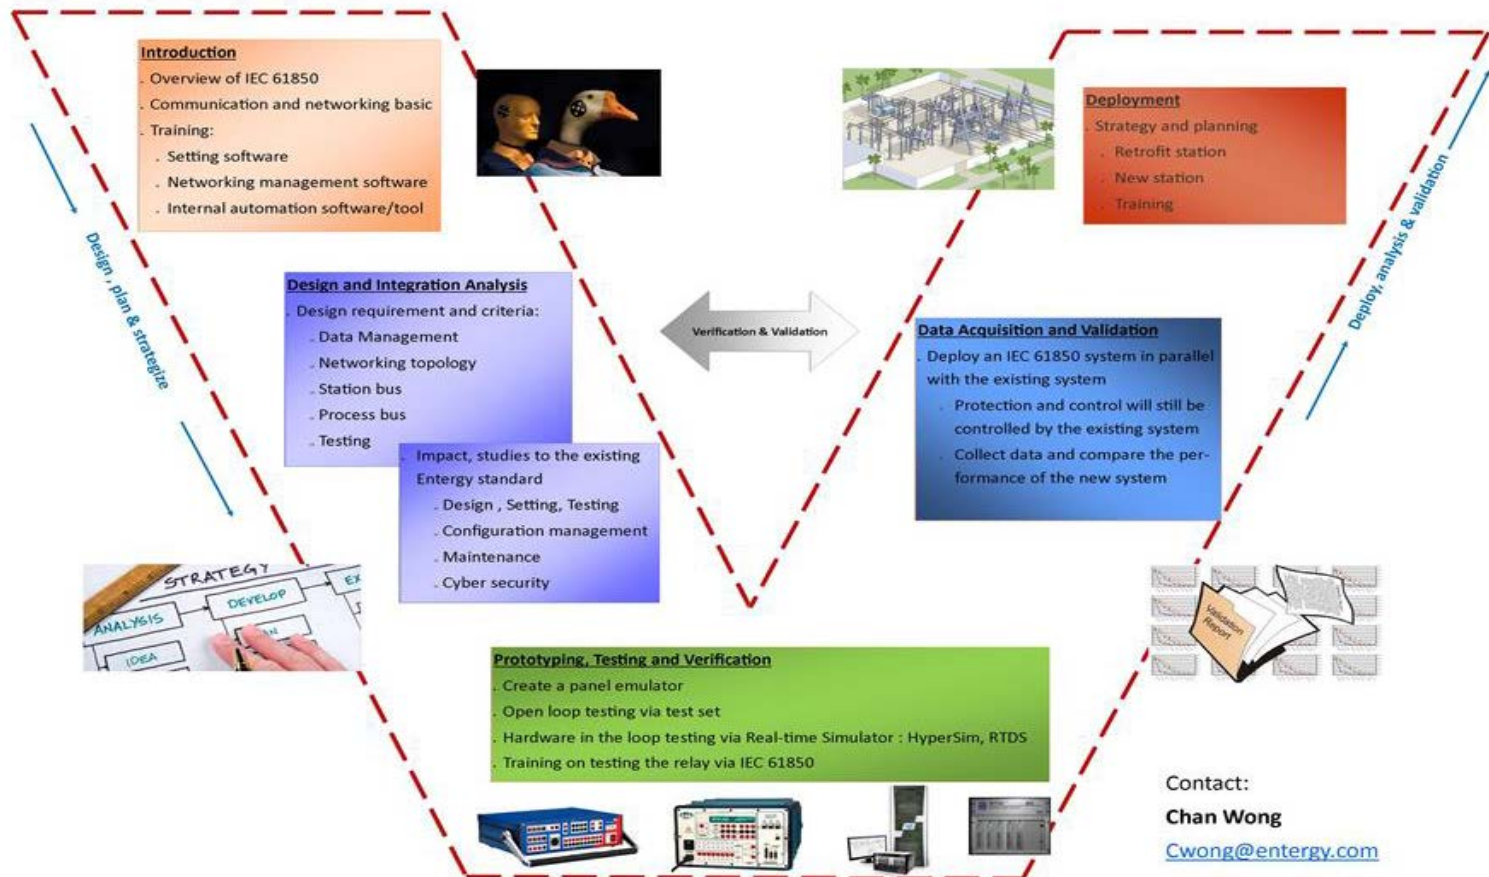 Introduction
. Overview of IEC 61850
. Communication and networking basic
. Training:
. Setting software
. Networking management software
. Internal automation software/tool
Design , plan & strategize
Design and Integration Analysis
. Design requirement and criteria:
. Data Management
. Networking topology
. Station bus
. Process bus
. Testing
. Impact, studies to the existing
Entergy standard
. Design , Setting, Testing
. Configuration management
. Maintenance
. Cyber security
STRATEGY
ANALYSIS
DEVELOP
EX
IDEA
Prototyping, Testing and Verification
. Create a panel emulator
. Open loop testing via test set
. Hardware in the loop testing via Real-time Simulator : HyperSim, RTDS
. Training on testing the relay via IEC 61850
Verification & Validation
Data Acquisition and Validation
. Deploy an IEC 61850 system in parallel
with the existing system
. Protection and control will still be
controlled by the existing system
. Collect data and compare the per-
formance of the new system
Deployment
. Strategy and planning
. Retrofit station
. New station
. Training
Deploy, analysis & validation
Validation
Report
Contact:
Chan Wong
Cwong@entergy.com